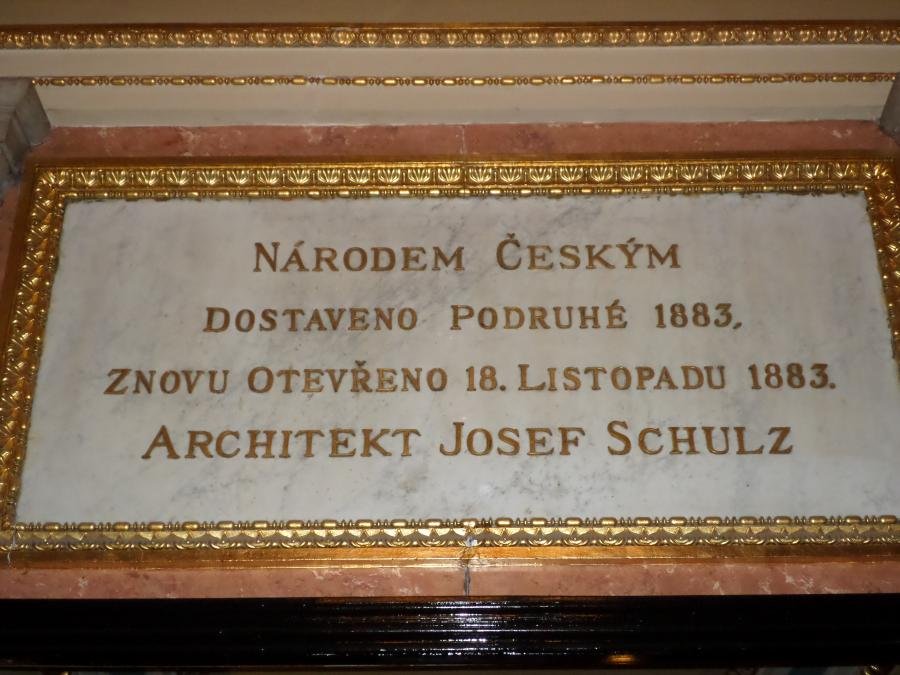 NÁRODEM ČESKÝM
DOSTAVENO PODRUHÉ 1883,
ZNOVU OTEVŘENO 18. LISTOPADU 1883.
ARCHITEKT JOSEF SCHULZ